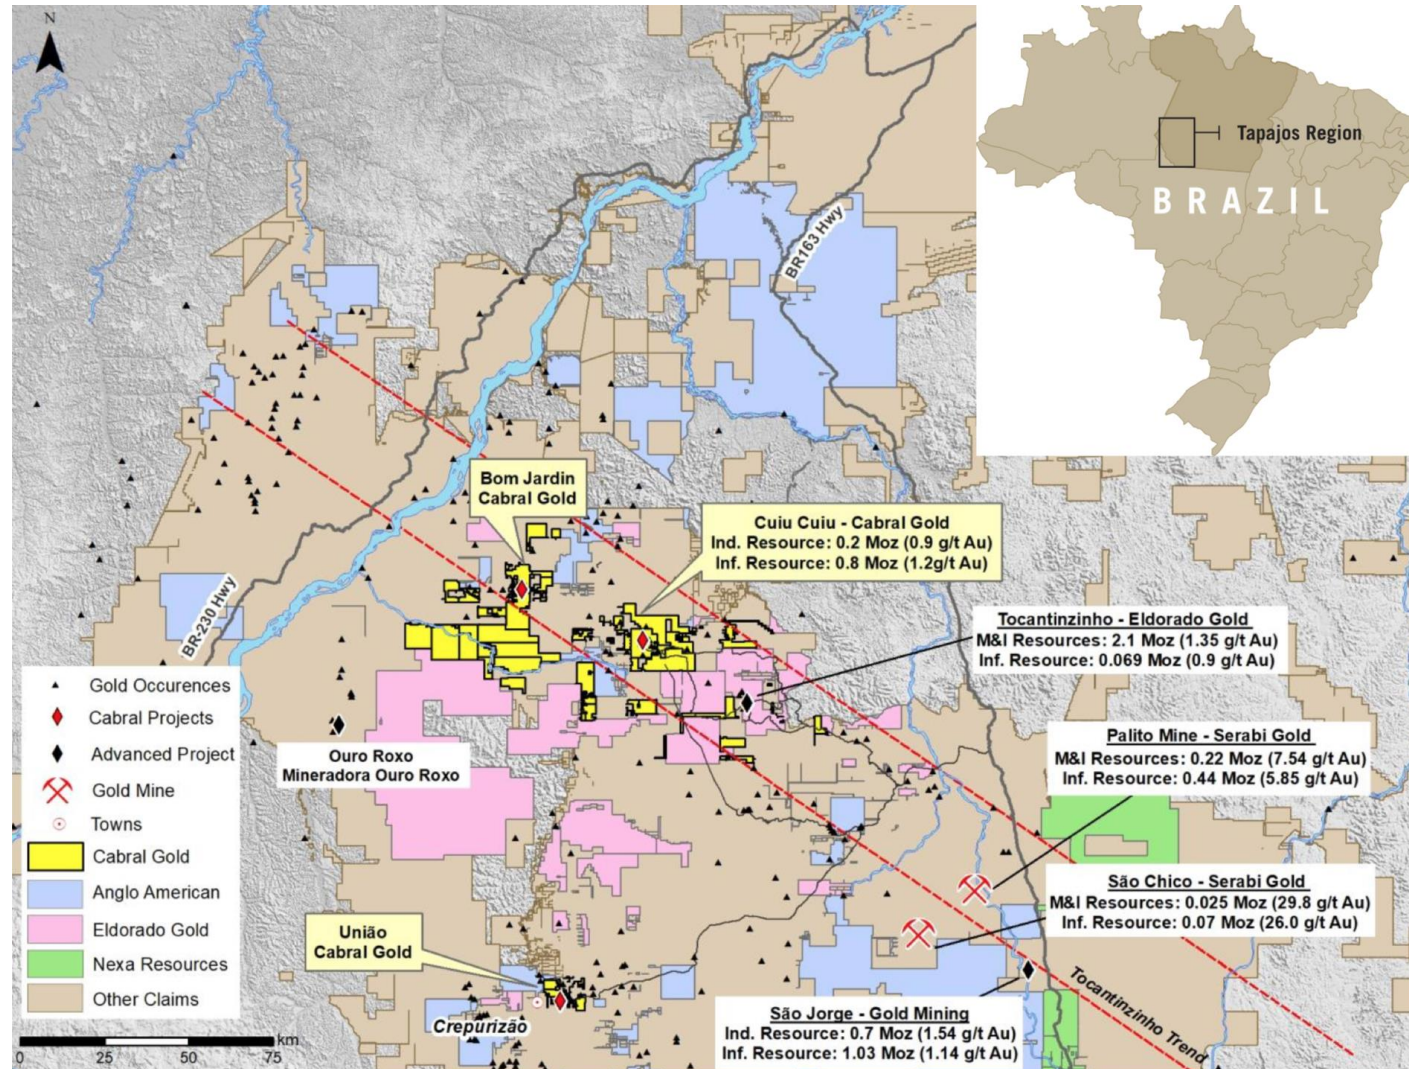 N
Tapajos Region
BRAZIL
BR163 Hwy
Bom Jardin
Cabral Gold
Cuiu Cuiu - Cabral Gold
Ind. Resource: 0.2 Moz (0.9 g/t Au)
Inf. Resource: 0.8 Moz (1.2g/t Au)
BR-230 Hwy
Tocantinzinho - Eldorado Gold
M&I Resources: 2.1 Moz (1.35 g/t Au)
Inf. Resource: 0.069 Moz (0.9 g/t Au)
Ouro Roxo
Mineradora Ouro Roxo
Palito Mine - Serabi Gold
M&I Resources: 0.22 Moz (7.54 g/t Au)
Inf. Resource: 0.44 Moz (5.85 g/t Au)
São Chico - Serabi Gold
M&I Resources: 0.025 Moz (29.8 g/t Au)
Inf. Resource: 0.07 Moz (26.0 g/t Au)
União
Cabral Gold
Crepurizão
São Jorge - Gold Mining
Ind. Resource: 0.7 Moz (1.54 g/t Au)
Inf. Resource: 1.03 Moz (1.14 g/t Au)
Tocantinzinho Trend
Gold Occurences
Cabral Projects
Advanced Project
Gold Mine
Towns
Cabral Gold
Anglo American
Eldorado Gold
Nexa Resources
Other Claims
km
0 25 50 75